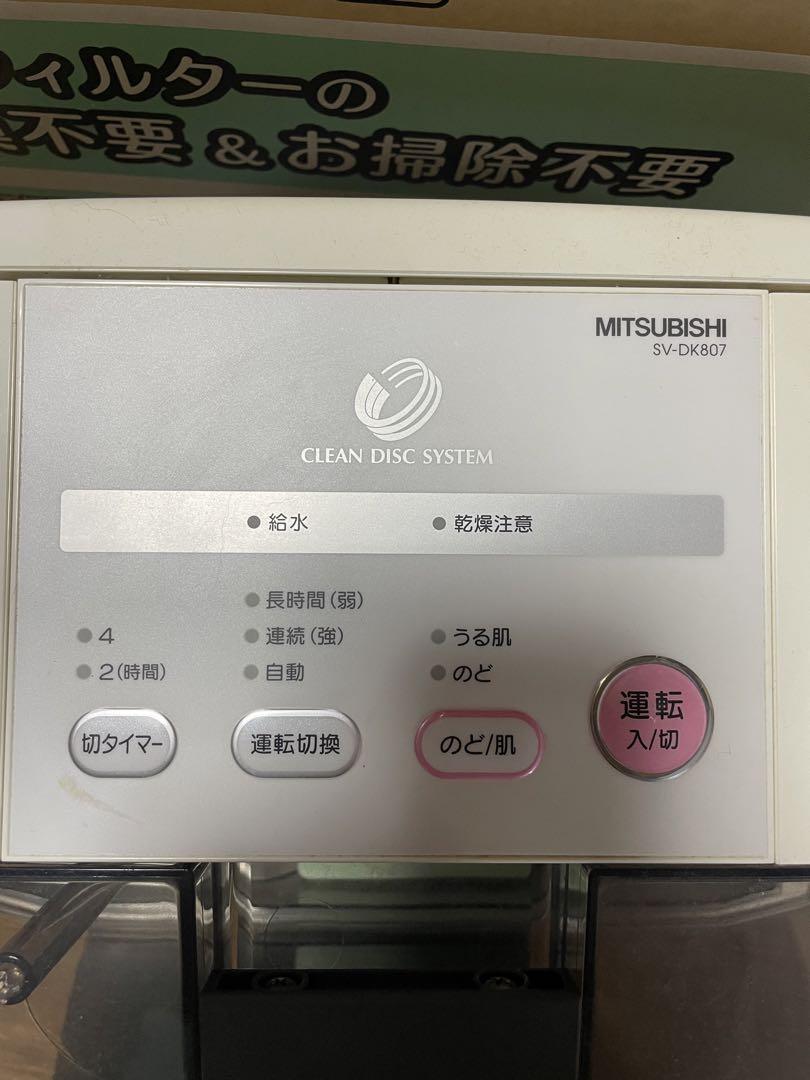 ィルターの
不要&お掃除不要
MITSUBISHI
SV-DK807
CLEAN DISC SYSTEM
給水
乾燥注意
長時間(弱)
4
連続(強)
うる肌
2(時間)
自動
のど
切タイマー
運転切換
のど/肌
運転
入/切